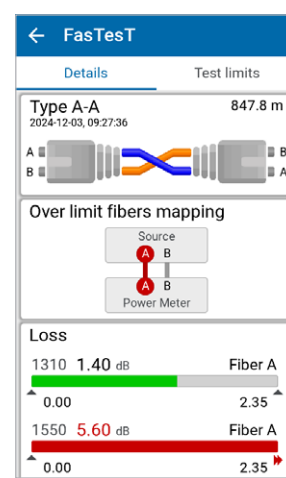 FasTesT
Details Test limits
Type A-A 847.8 m
2024-12-03, 09:27:36
A B
B A
Over limit fibers mapping
Source
A B
A B
Power Meter
Loss
1310 1.40 dB Fiber A
0.00 2.35
1550 5.60 dB Fiber A
0.00 2.35